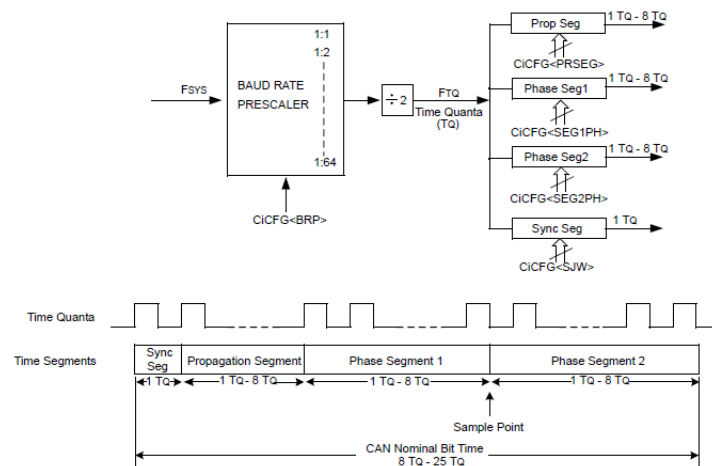 1:1
1:2
1:64
FSYS
BAUD RATE
PRESCALER
CiCFG<BRP>
÷ 2
FTQ
Time Quanta
(TQ)
Prop Seg
1 TQ - 8 TQ
CiCFG<PRSEG>
Phase Seg1
1 TQ - 8 TQ
CiCFG<SEG1PH>
Phase Seg2
1 TQ - 8 TQ
CiCFG<SEG2PH>
Sync Seg
1 TQ
CiCFG<SJW>
Time Quanta
Time Segments
Sync
Seg
Propagation Segment
Phase Segment 1
Phase Segment 2
1 TQ
1 TQ - 8 TQ
1 TQ - 8 TQ
1 TQ - 8 TQ
Sample Point
CAN Nominal Bit Time
8 TQ - 25 TQ